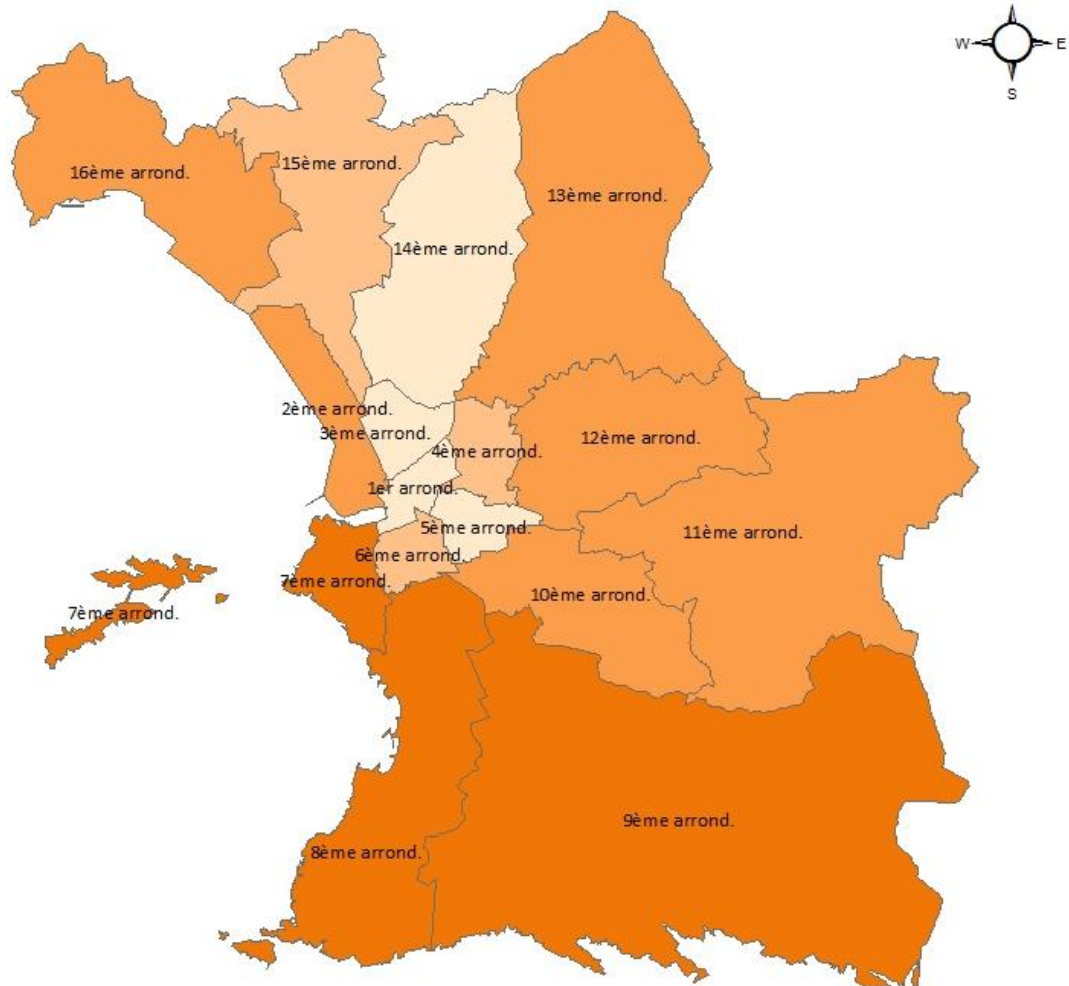 W E
S
15ème arrond.
16ème arrond.
13ème arrond.
14ème arrond.
2ème arrond.
3ème arrond.
12ème arrond.
4ème arrond.
1er arrond.
5ème arrond.
11ème arrond.
6ème arrond.
7ème arrond.
10ème arrond.
7ème arrond.
9ème arrond.
8ème arrond.